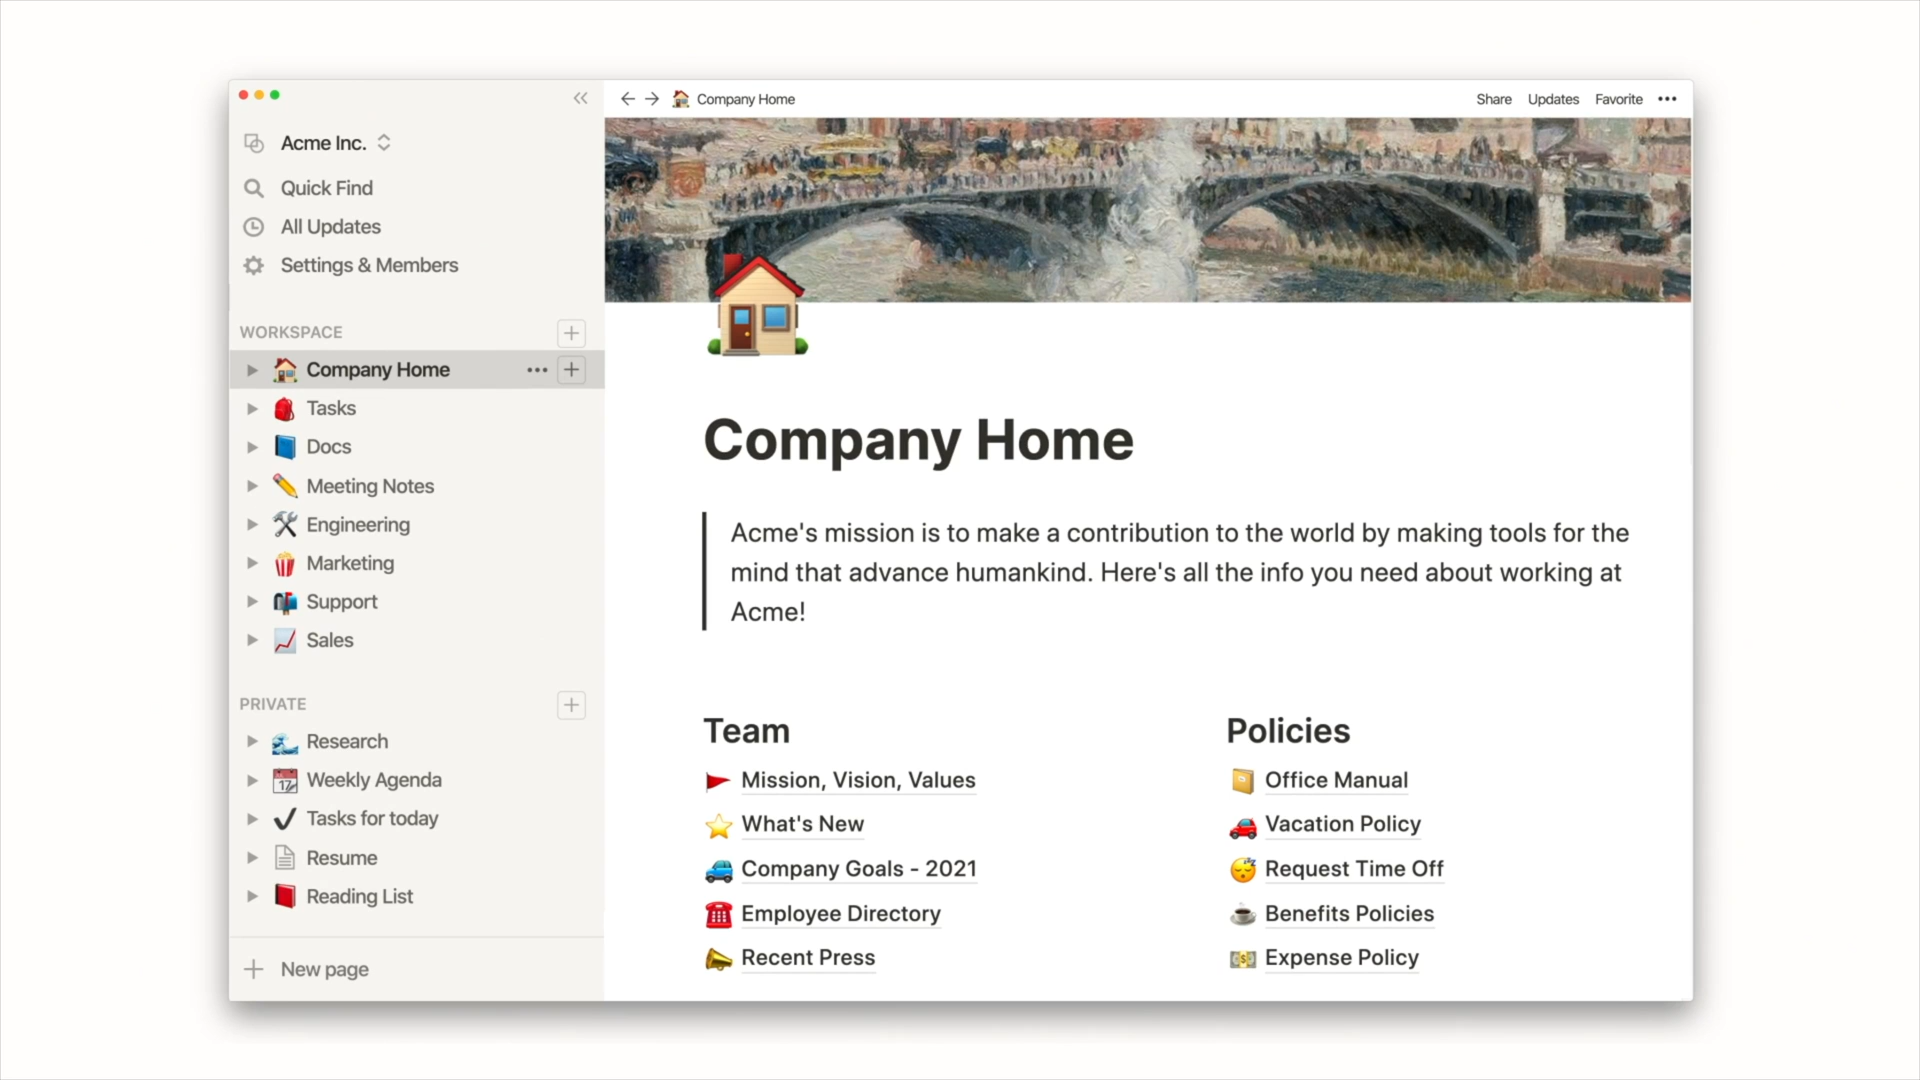 Acme Inc.
Quick Find
All Updates
Settings & Members
WORKSPACE
Company Home
Tasks
Docs
Meeting Notes
Engineering
Marketing
Support
Sales
PRIVATE
Research
17
Weekly Agenda
Tasks for today
Resume
Reading List
New page
Company Home
Share Updates Favorite
Company Home
Acme's mission is to make a contribution to the world by making tools for the
mind that advance humankind. Here's all the info you need about working at
Acme!
Team
Mission, Vision, Values
What's New
Company Goals - 2021
Employee Directory
Recent Press
Policies
Office Manual
Vacation Policy
Request Time Off
Benefits Policies
Expense Policy